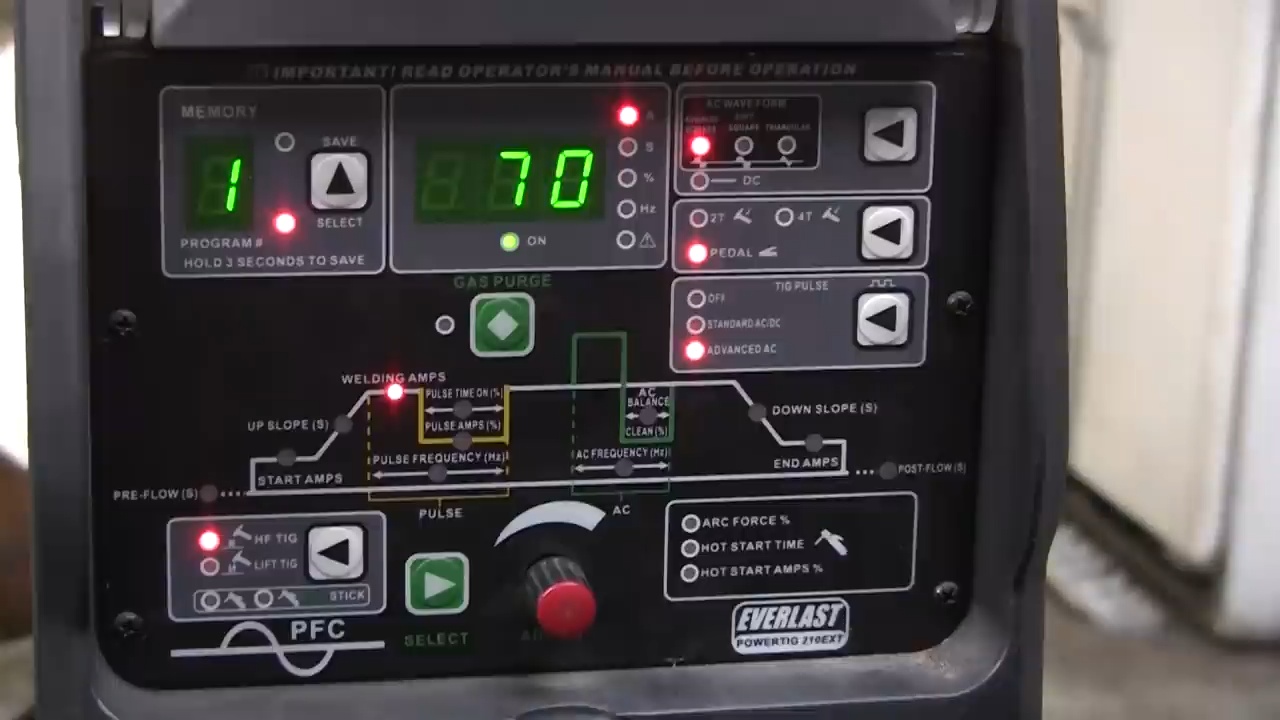 IMPORTANT! READ OPERATOR'S MANUAL BEFORE OPERATION
MEMORY
SAVE
1
SELECT
PROGRAM #
HOLD 3 SECONDS TO SAVE
70
A
S
%
Hz
ON
AC WAVE FORM
ADVANCED SQUARE
SOFT SQUARE
TRIANGULAR
DC
2T
4T
PEDAL
TIG PULSE
OFF
STANDARD AC/DC
ADVANCED AC
GAS PURGE
WELDING AMPS
PULSE TIME ON (%)
PULSE AMPS (%)
PULSE FREQUENCY (Hz)
UP SLOPE (S)
START AMPS
PRE-FLOW (S)
PULSE
AC BALANCE
CLEAN (%)
AC FREQUENCY (Hz)
AC
DOWN SLOPE (S)
END AMPS
POST-FLOW (S)
HF TIG
LIFT TIG
STICK
PFC
SELECT
ARC FORCE %
HOT START TIME
HOT START AMPS %
EVERLAST
POWERTIG 210EXT